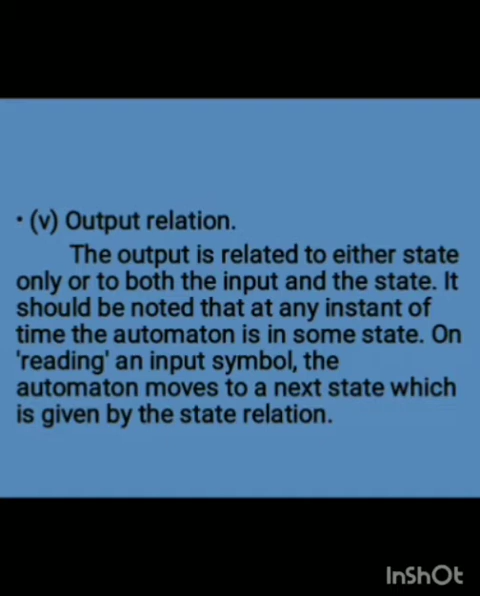 • (v) Output relation.
The output is related to either state
only or to both the input and the state. It
should be noted that at any instant of
time the automaton is in some state. On
'reading' an input symbol, the
automaton moves to a next state which
is given by the state relation.
InShOt